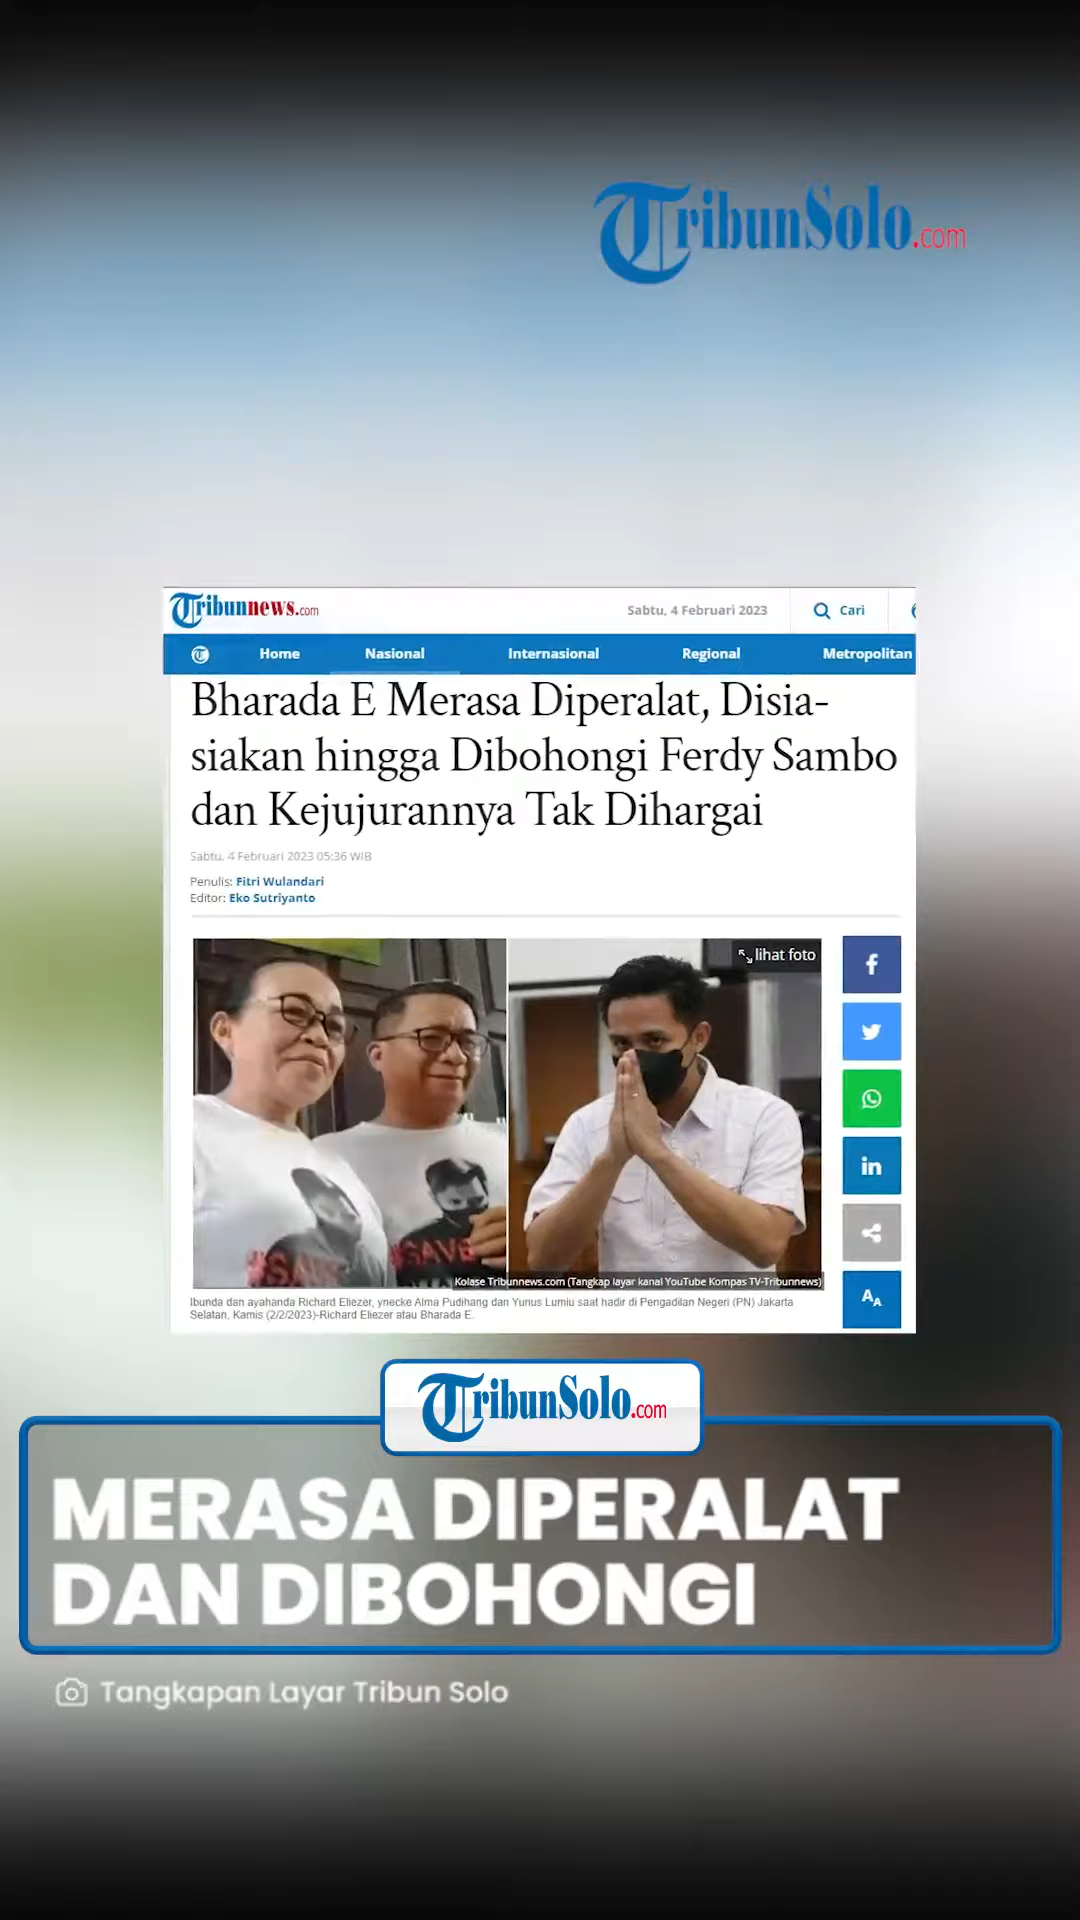 TribunSolo.com
Tribunnews.com
Sabtu, 4 Februari 2023
Cari
Home
Nasional
Internasional
Regional
Metropolitan
Bharada E Merasa Diperalat, Disia-
siakan hingga Dibohongi Ferdy Sambo
dan Kejujurannya Tak Dihargai
Sabtu, 4 Februari 2023 05:36 WIB
Penulis: Fitri Wulandari
Editor: Eko Sutriyanto
lihat foto
#SAVE
#SAVE
Kolase Tribunnews.com (Tangkap layar kanal YouTube Kompas TV-Tribunnews)
Ibunda dan ayahanda Richard Eliezer, ynecke Alma Pudihang dan Yunus Lumiu saat hadir di Pengadilan Negeri (PN) Jakarta
Selatan, Kamis (2/2/2023)-Richard Eliezer atau Bharada E.
AA
TribunSolo.com
MERASA DIPERALAT
DAN DIBOHONGI
Tangkapan Layar Tribun Solo